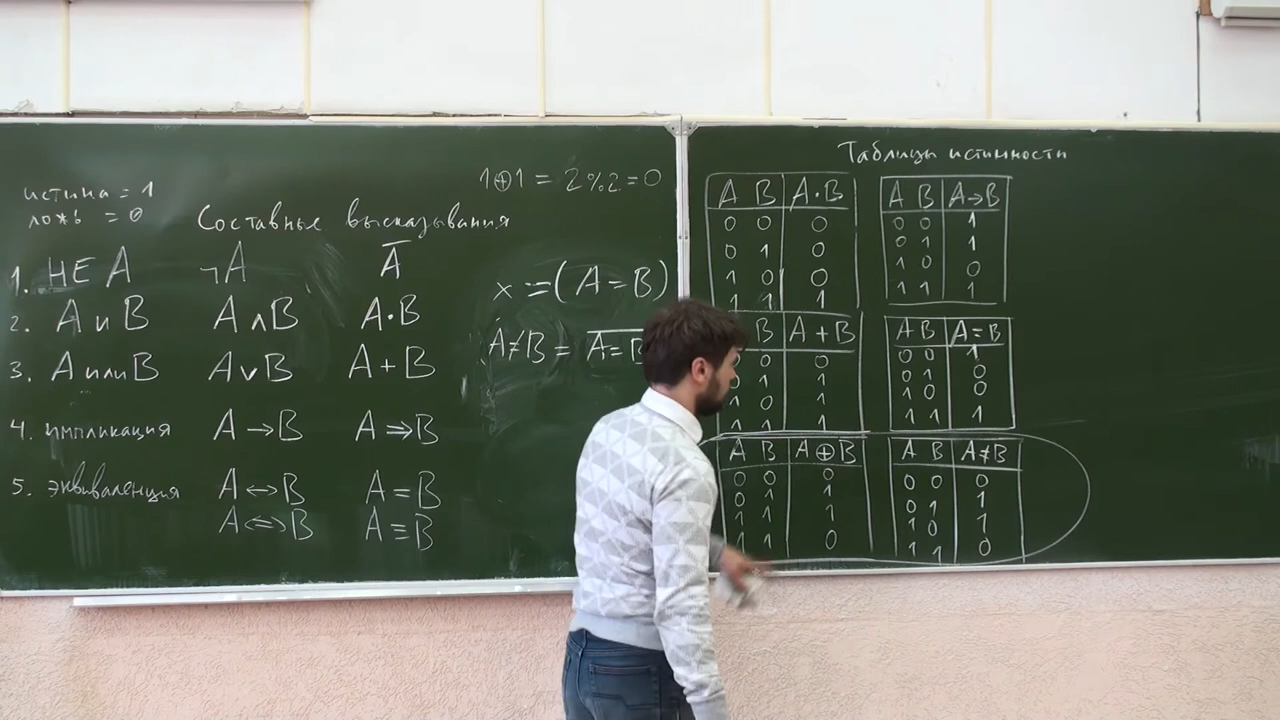 истина = 1
ложь = 0
1⊕1 = 2%2=0
Составные высказывания
1. НЕ A ¬A A̅
2. A и B A∧B A·B
3. A или B A∨B A+B
4. импликация A→B A⇒B
5. эквиваленция A↔B A=B
A⇔B A≡B
x = (A = B)
A≠B = A=B
Таблицы истинности
A B A·B
0 0 0
0 1 0
1 0 0
1 1 1
A B A→B
0 0 1
0 1 1
1 0 0
1 1 1
B A+B
0 0
0 1 1
1 0 1
1 1 1
A B A=B
0 0 1
0 1 0
1 0 0
1 1 1
A B A⊕B
0 0 0
0 1 1
1 0 1
1 1 0
A B A≠B
0 0 0
0 1 1
1 0 1
1 1 0